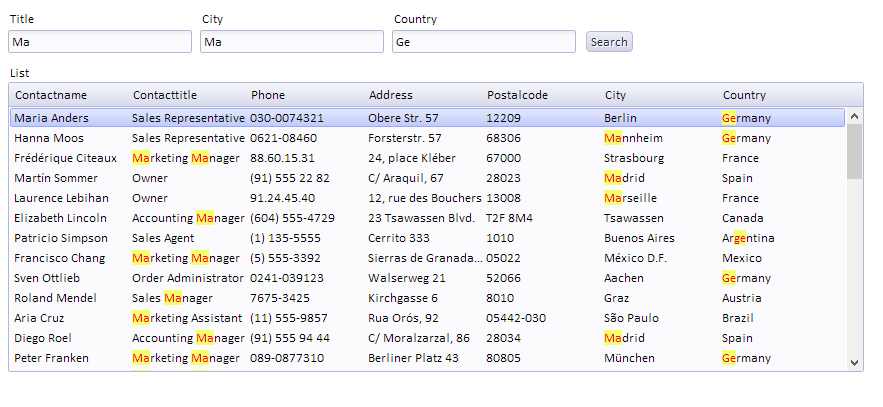 Title City Country
Ma Ma Ge Search
List
Contactname Contacttitle Phone Address Postalcode City Country
Maria Anders Sales Representative 030-0074321 Obere Str. 57 12209 Berlin Germany
Hanna Moos Sales Representative 0621-08460 Forsterstr. 57 68306 Mannheim Germany
Frédérique Citeaux Marketing Manager 88.60.15.31 24, place Kléber 67000 Strasbourg France
Martín Sommer Owner (91) 555 22 82 C/ Araquil, 67 28023 Madrid Spain
Laurence Lebihan Owner 91.24.45.40 12, rue des Bouchers 13008 Marseille France
Elizabeth Lincoln Accounting Manager (604) 555-4729 23 Tsawassen Blvd. T2F 8M4 Tsawassen Canada
Patricio Simpson Sales Agent (1) 135-5555 Cerrito 333 1010 Buenos Aires Argentina
Francisco Chang Marketing Manager (5) 555-3392 Sierras de Granada... 05022 México D.F. Mexico
Sven Ottlieb Order Administrator 0241-039123 Walserweg 21 52066 Aachen Germany
Roland Mendel Sales Manager 7675-3425 Kirchgasse 6 8010 Graz Austria
Aria Cruz Marketing Assistant (11) 555-9857 Rua Orós, 92 05442-030 São Paulo Brazil
Diego Roel Accounting Manager (91) 555 94 44 C/ Moralzarzal, 86 28034 Madrid Spain
Peter Franken Marketing Manager 089-0877310 Berliner Platz 43 80805 München Germany